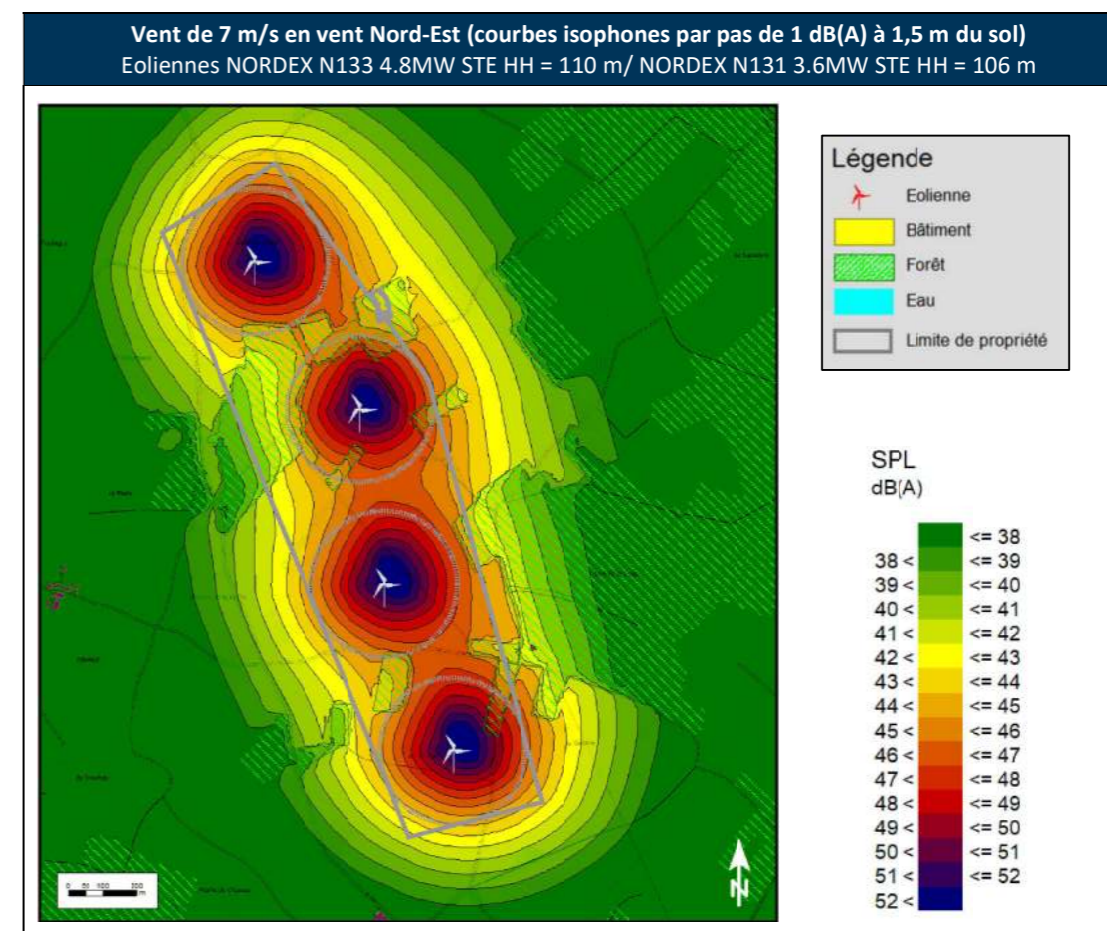 Vent de 7 m/s en vent Nord-Est (courbes isophones par pas de 1 dB(A) à 1,5 m du sol)
Eoliennes NORDEX N133 4.8MW STE HH = 110 m/ NORDEX N131 3.6MW STE HH = 106 m
Légende
Eolienne
Bâtiment
Forêt
Eau
Limite de propriété
SPL
dB(A)
<= 38
38 < <= 39
39 < <= 40
40 < <= 41
41 < <= 42
42 < <= 43
43 < <= 44
44 < <= 45
45 < <= 46
46 < <= 47
47 < <= 48
48 < <= 49
49 < <= 50
50 < <= 51
51 < <= 52
52 <
N
m